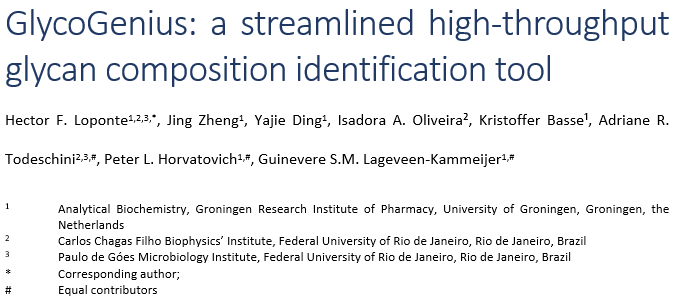 GlycoGenius: a streamlined high-throughput
glycan composition identification tool
Hector F. Loponte1,2,3,*, Jing Zheng1, Yajie Ding1, Isadora A. Oliveira2, Kristoffer Basse1, Adriane R.
Todeschini2,3,#, Peter L. Horvatovich1,#, Guinevere S.M. Lageveen-Kammeijer1,#
1 Analytical Biochemistry, Groningen Research Institute of Pharmacy, University of Groningen, Groningen, the
Netherlands
2 Carlos Chagas Filho Biophysics’ Institute, Federal University of Rio de Janeiro, Rio de Janeiro, Brazil
3 Paulo de Góes Microbiology Institute, Federal University of Rio de Janeiro, Rio de Janeiro, Brazil
* Corresponding author;
# Equal contributors